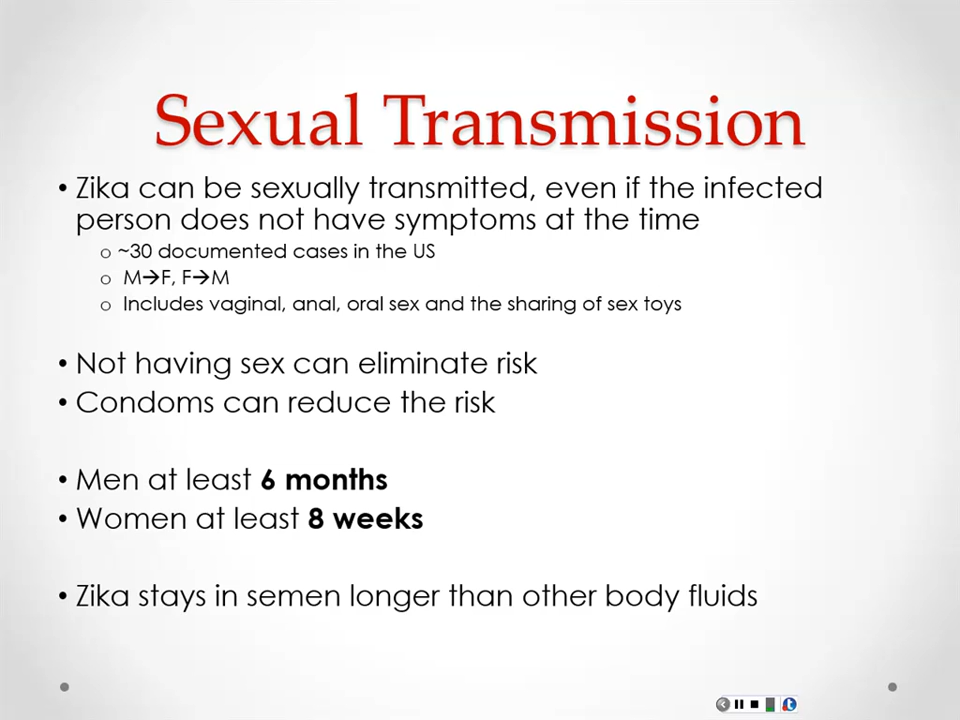 Sexual Transmission
• Zika can be sexually transmitted, even if the infected
person does not have symptoms at the time
o ~30 documented cases in the US
o M→F, F→M
o Includes vaginal, anal, oral sex and the sharing of sex toys
• Not having sex can eliminate risk
• Condoms can reduce the risk
• Men at least 6 months
• Women at least 8 weeks
• Zika stays in semen longer than other body fluids